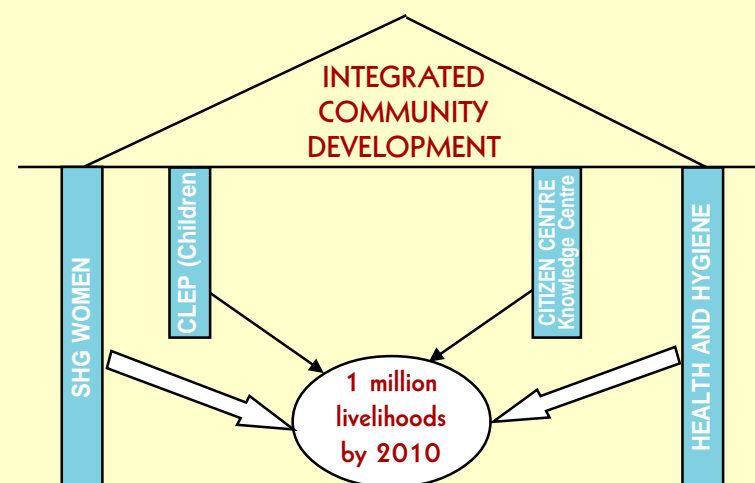 INTEGRATED
COMMUNITY
DEVELOPMENT
SHG WOMEN
CLEP (Children
CITIZEN CENTRE
Knowledge Centre
HEALTH AND HYGIENE
1 million
livelihoods
by 2010